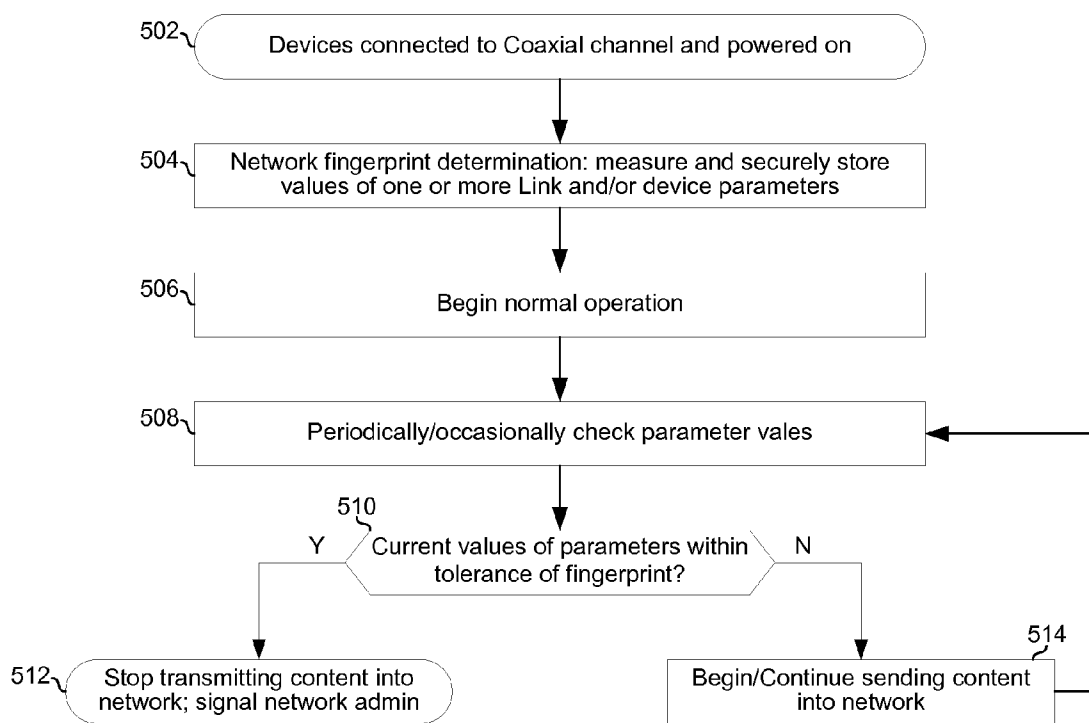 502
Devices connected to Coaxial channel and powered on
504
Network fingerprint determination: measure and securely store
values of one or more Link and/or device parameters
506
Begin normal operation
508
Periodically/occasionally check parameter vales
510
Y
Current values of parameters within
tolerance of fingerprint?
N
512
Stop transmitting content into
network; signal network admin
514
Begin/Continue sending content
into network